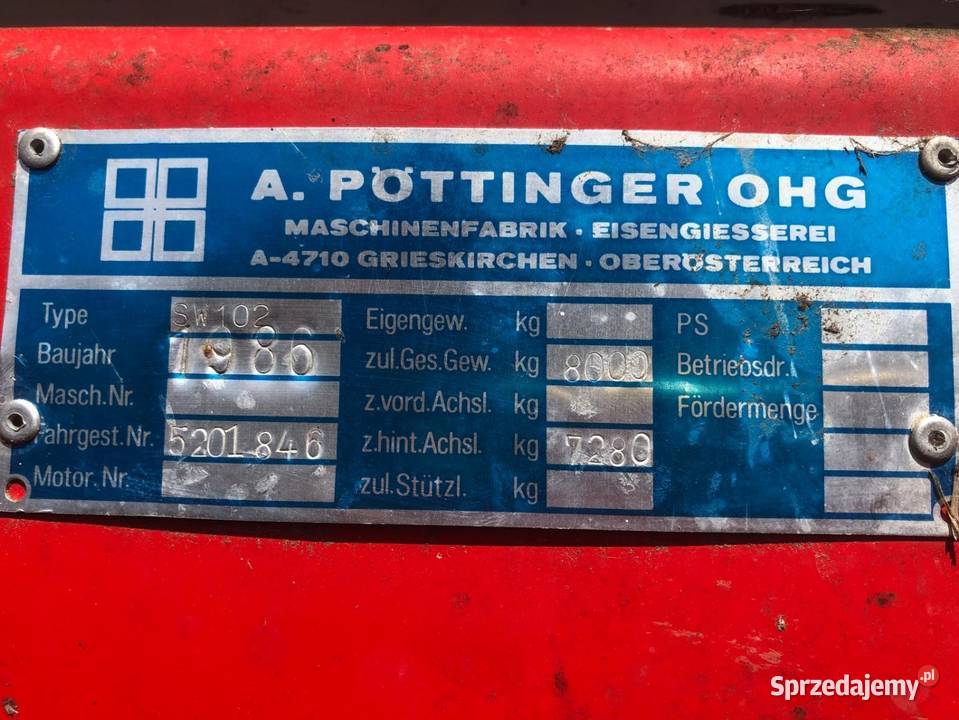 A. PÖTTINGER OHG
MASCHINENFABRIK · EISENGIESSEREI
A-4710 GRIESKIRCHEN · OBERÖSTERREICH
Type SW102 Eigengew. kg PS
Baujahr 1986 zul.Ges.Gew. kg 8000 Betriebsdr.
Masch.Nr. z.vord.Achsl. kg Fördermenge
Fahrgest.Nr. 5201846 z.hint.Achsl. kg 7280
Motor.Nr. zul.Stützl. kg
Sprzedajemy.pl